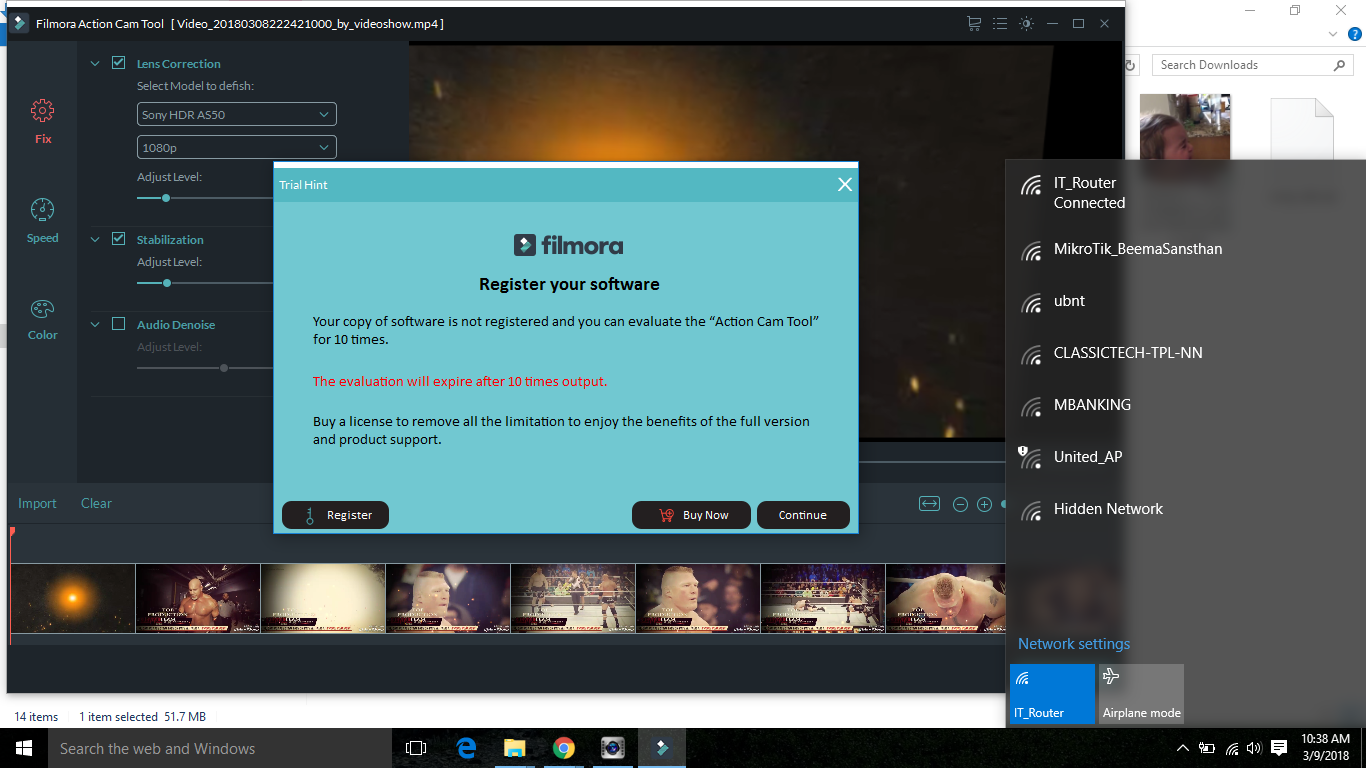 Filmora Action Cam Tool [ Video_20180308222421000_by_videoshow.mp4 ]
Search Downloads
Fix
Speed
Color
Lens Correction
Select Model to defish:
Sony HDR AS50
1080p
Adjust Level:
Stabilization
Adjust Level:
Audio Denoise
Adjust Level:
Trial Hint
filmora
Register your software
Your copy of software is not registered and you can evaluate the “Action Cam Tool”
for 10 times.
The evaluation will expire after 10 times output.
Buy a license to remove all the limitation to enjoy the benefits of the full version
and product support.
Register
Buy Now
Continue
Import
Clear
IT_Router
Connected
MikroTik_BeemaSansthan
ubnt
CLASSICTECH-TPL-NN
MBANKING
United_AP
Hidden Network
Network settings
IT_Router
Airplane mode
14 items
1 item selected 51.7 MB
Search the web and Windows
10:38 AM
3/9/2018